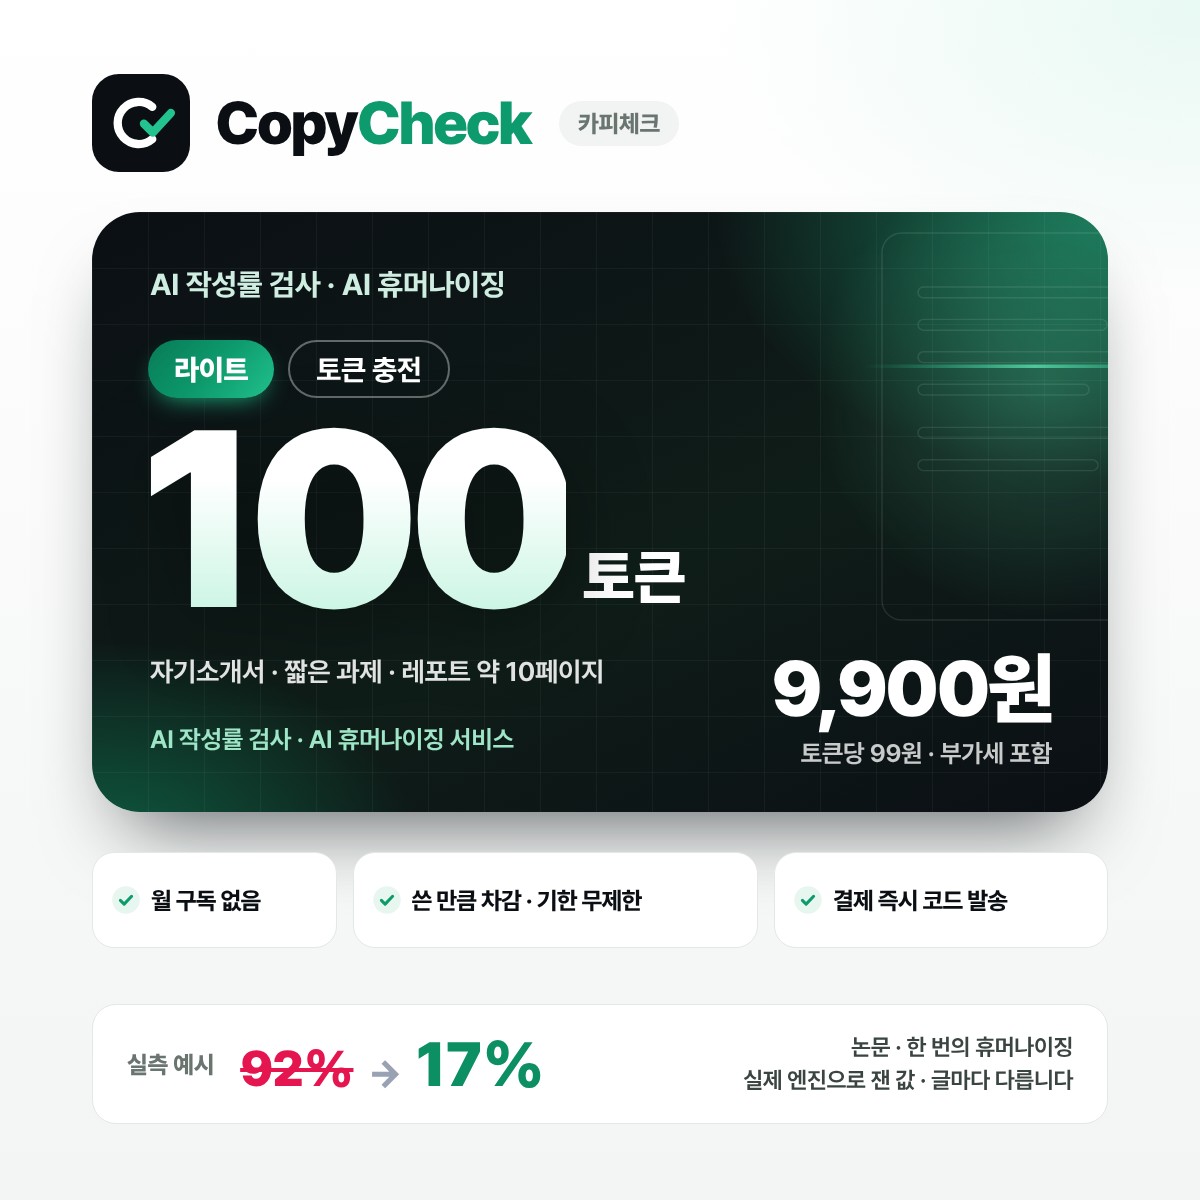 CopyCheck 카피체크
AI 작성률 검사 · AI 휴머나이징
라이트 토큰 충전
100 토큰
자기소개서 · 짧은 과제 · 레포트 약 10페이지
AI 작성률 검사 · AI 휴머나이징 서비스
9,900원
토큰당 99원 · 부가세 포함
월 구독 없음
쓴 만큼 차감 · 기한 무제한
결제 즉시 코드 발송
실측 예시 92% → 17%
논문 · 한 번의 휴머나이징
실제 엔진으로 잰 값 · 글마다 다릅니다